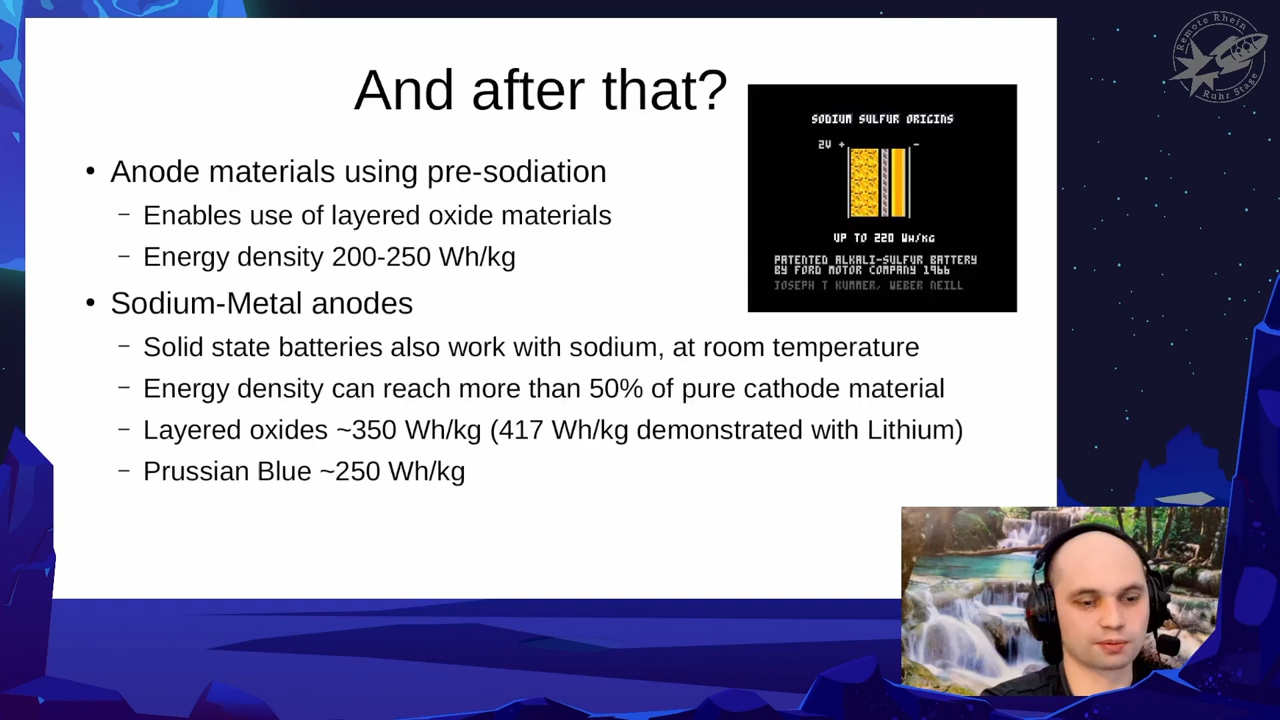 And after that?
• Anode materials using pre-sodiation
– Enables use of layered oxide materials
– Energy density 200-250 Wh/kg
• Sodium-Metal anodes
– Solid state batteries also work with sodium, at room temperature
– Energy density can reach more than 50% of pure cathode material
– Layered oxides ~350 Wh/kg (417 Wh/kg demonstrated with Lithium)
– Prussian Blue ~250 Wh/kg
SODIUM SULFUR ORIGINS
2V + -
UP TO 220 WH/KG
PATENTED ALKALI-SULFUR BATTERY
BY FORD MOTOR COMPANY 1966
JOSEPH T KUMMER, WEBER NEILL
Remote Rhein
Ruhr Stage